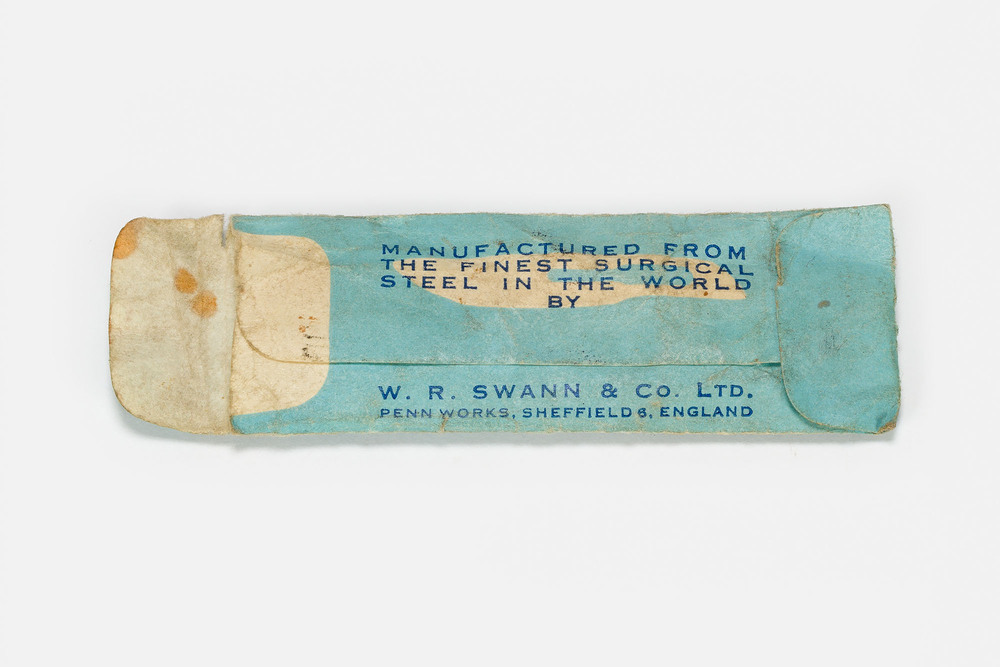 MANUFACTURED FROM
THE FINEST SURGICAL
STEEL IN THE WORLD
BY
W. R. SWANN & Co. LTD.
PENN WORKS, SHEFFIELD 6, ENGLAND